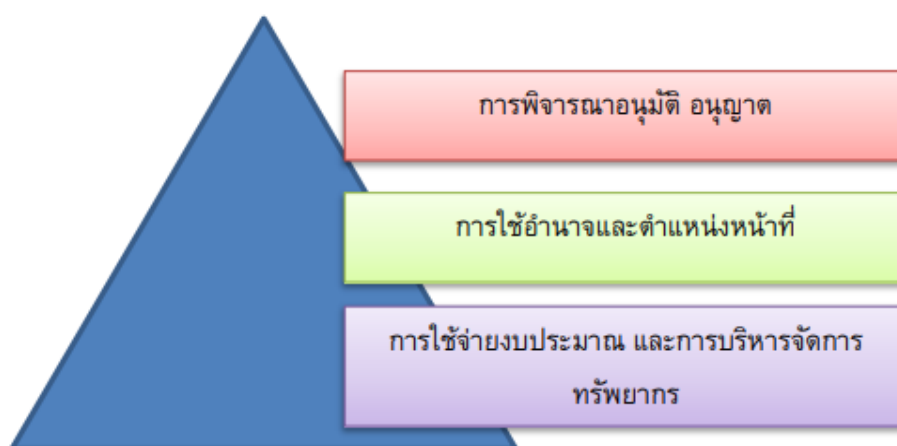 การพิจารณาอนุมัติ อนุญาต
การใช้อำนาจและตำแหน่งหน้าที่
การใช้จ่ายงบประมาณ และการบริหารจัดการ
ทรัพยากร